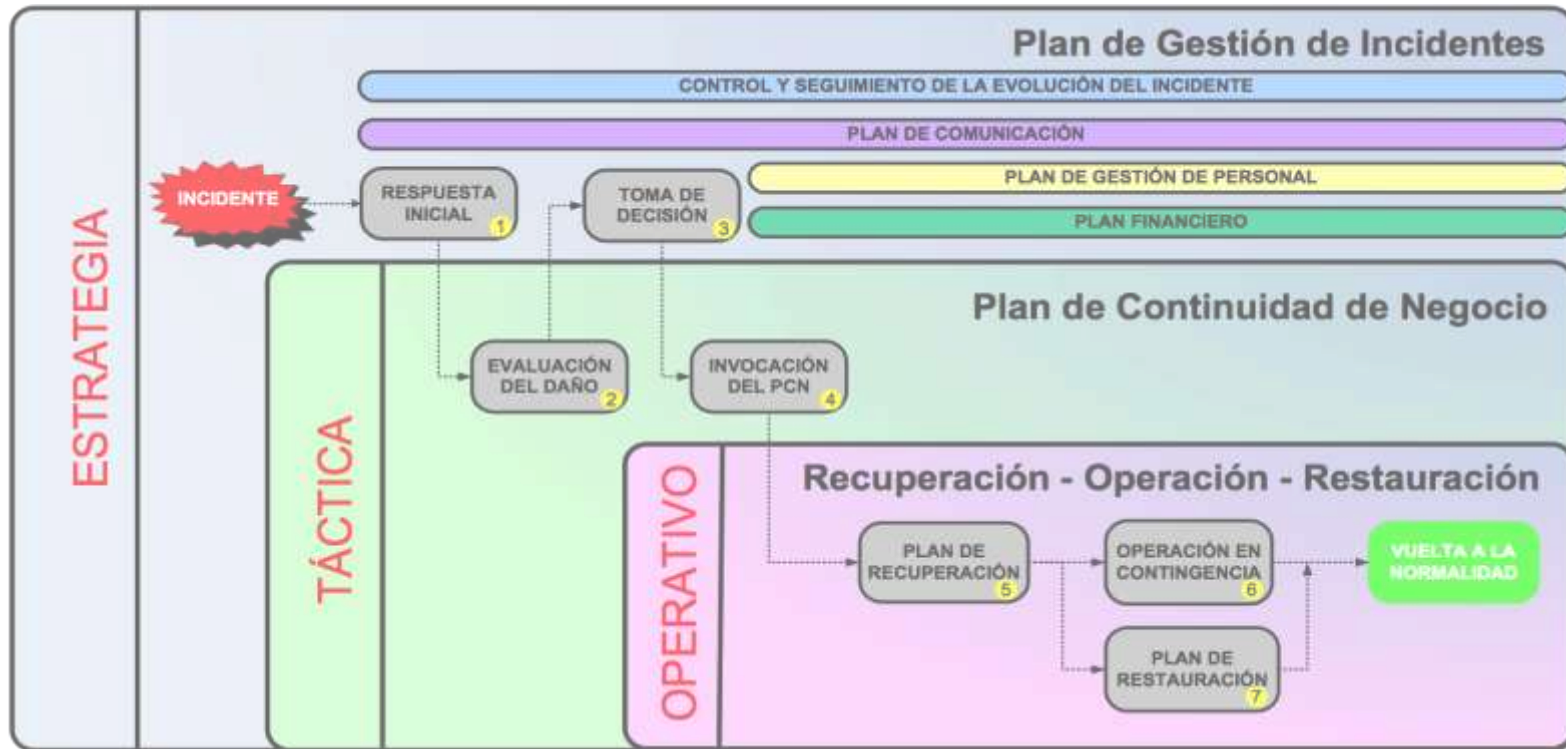 Plan de Gestión de Incidentes
CONTROL Y SEGUIMIENTO DE LA EVOLUCIÓN DEL INCIDENTE
PLAN DE COMUNICACIÓN
INCIDENTE
RESPUESTA
INICIAL
1
TOMA DE
DECISIÓN
3
PLAN DE GESTIÓN DE PERSONAL
PLAN FINANCIERO
ESTRATEGIA
Plan de Continuidad de Negocio
EVALUACIÓN
DEL DAÑO
2
INVOCACIÓN
DEL PCN
4
TÁCTICA
Recuperación - Operación - Restauración
OPERATIVO
PLAN DE
RECUPERACIÓN
5
OPERACIÓN EN
CONTINGENCIA
6
VUELTA A LA
NORMALIDAD
PLAN DE
RESTAURACIÓN
7